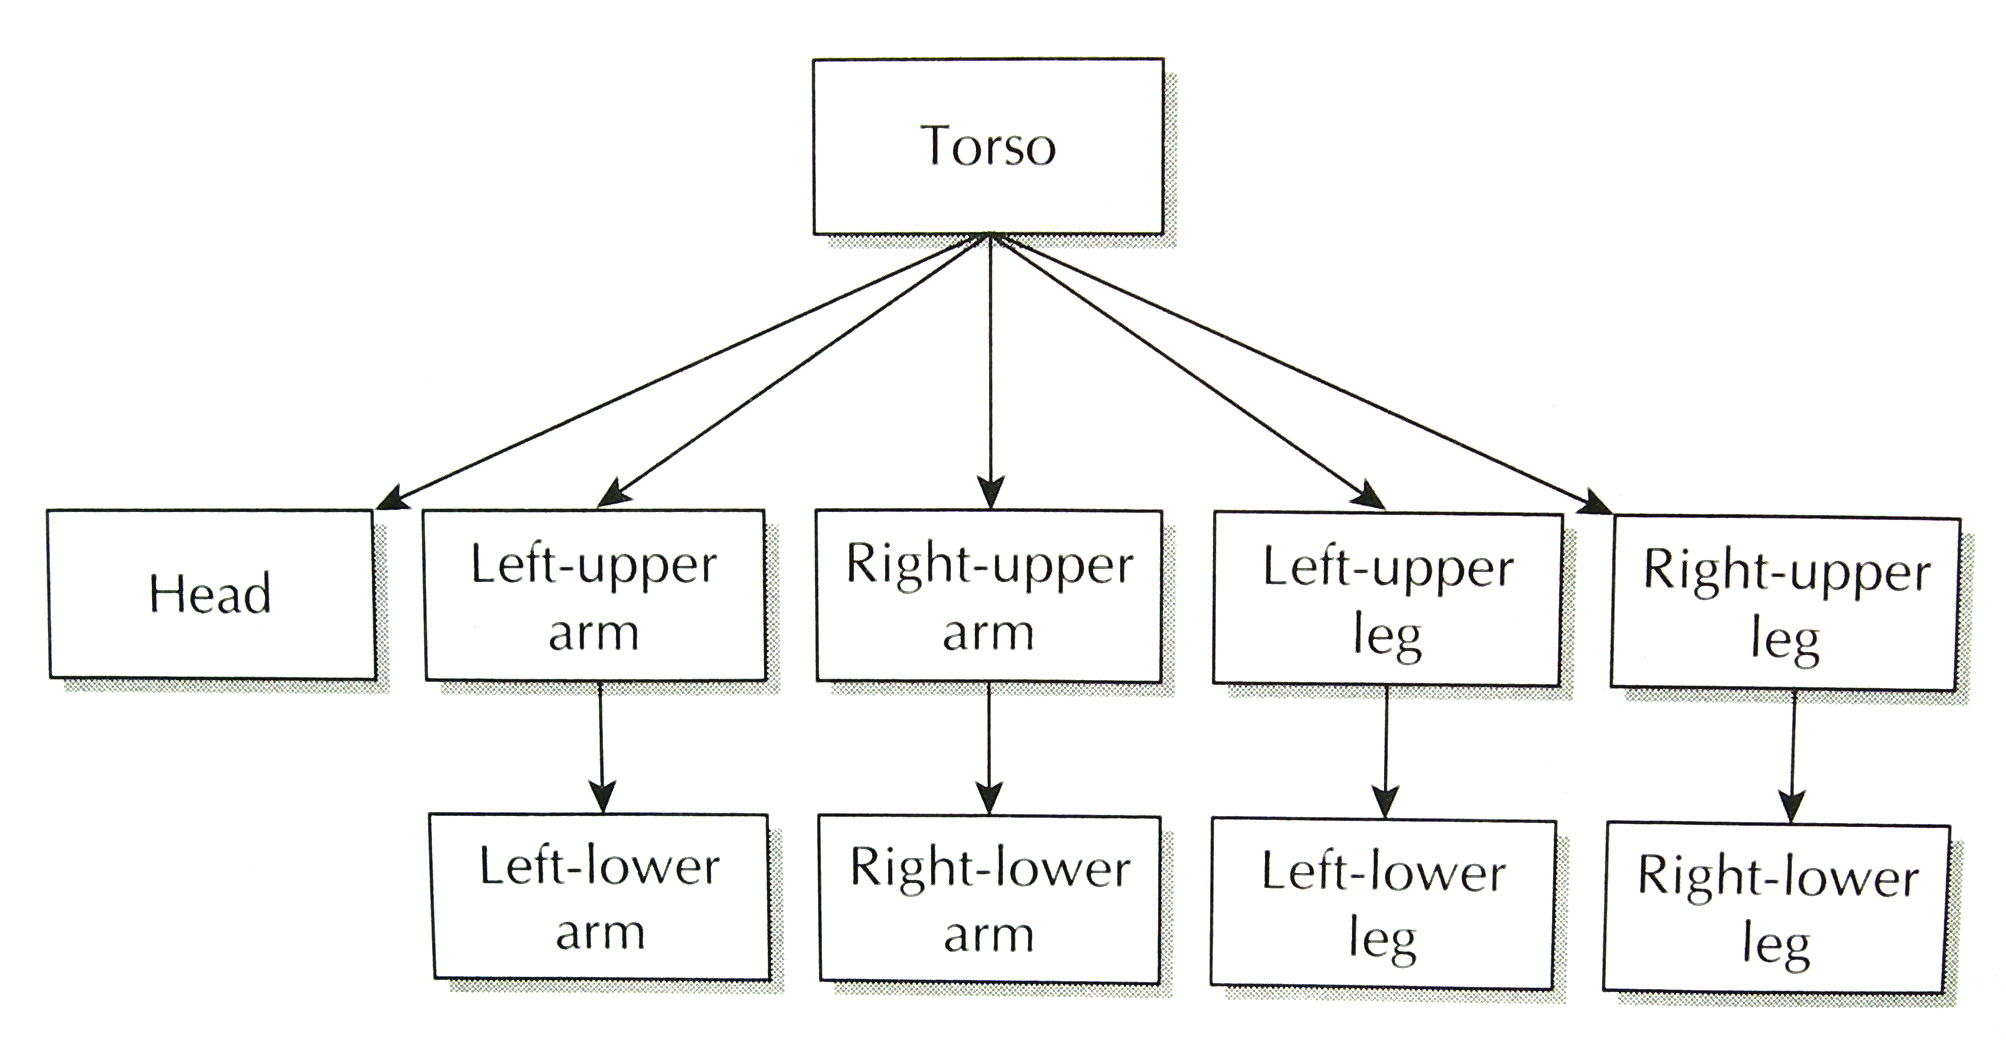 Torso
Head
Left-upper
arm
Right-upper
arm
Left-upper
leg
Right-upper
leg
Left-lower
arm
Right-lower
arm
Left-lower
leg
Right-lower
leg